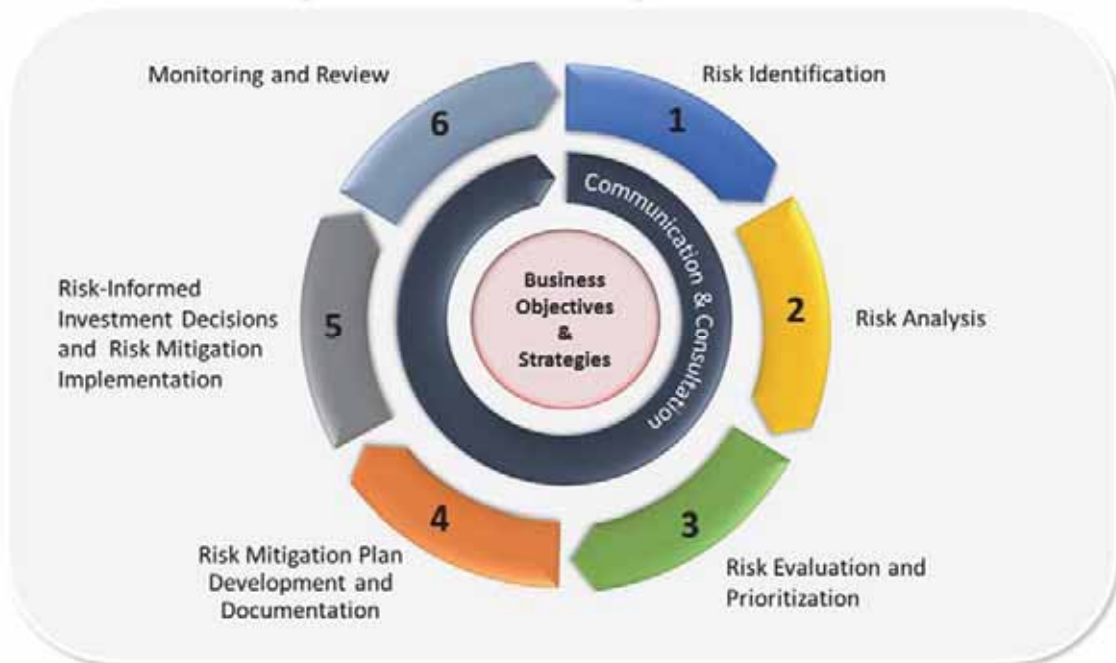 Monitoring and Review
Risk Identification
6
1
Communication & Consultation
Business
Objectives
&
Strategies
Risk-Informed
Investment Decisions
and Risk Mitigation
Implementation
5
2
Risk Analysis
4
3
Risk Mitigation Plan
Development and
Documentation
Risk Evaluation and
Prioritization